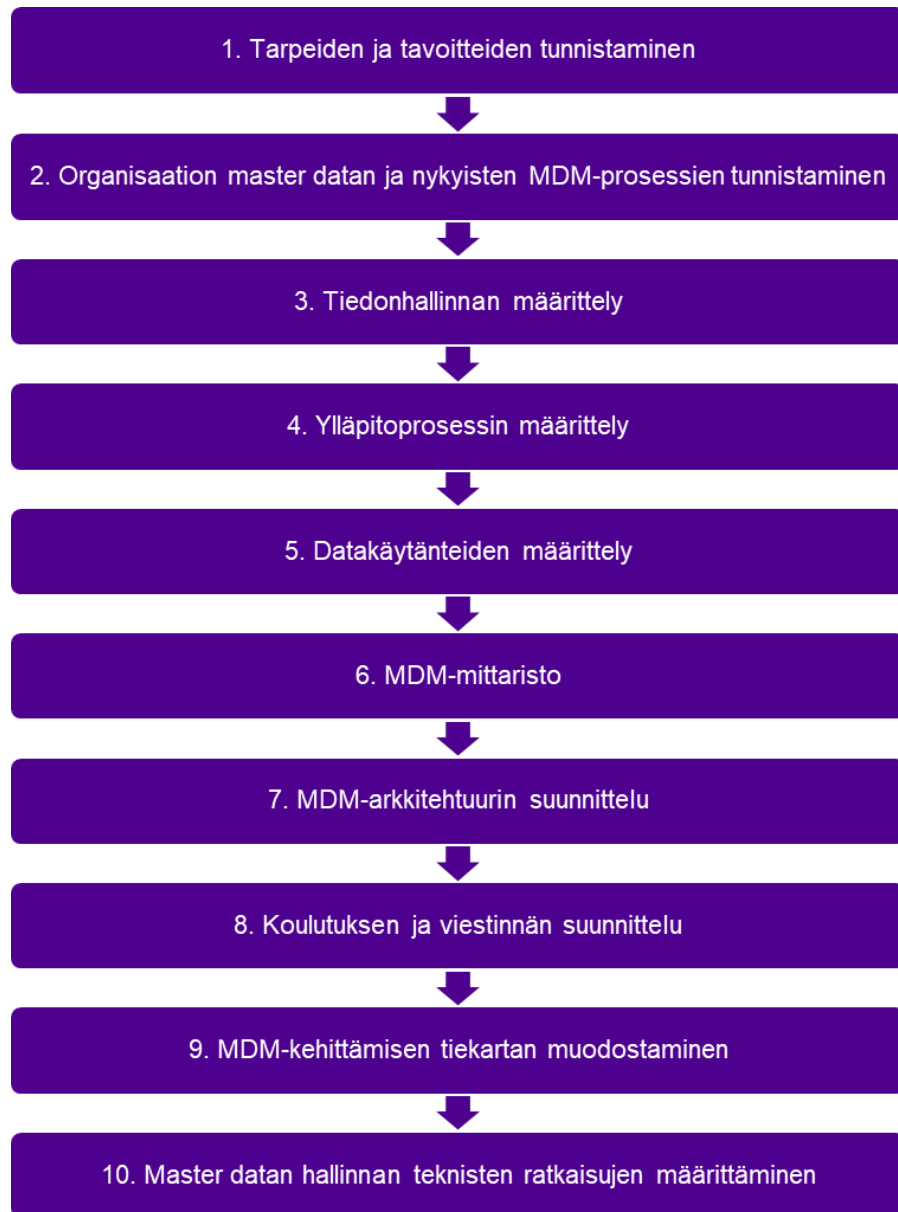 1. Tarpeiden ja tavoitteiden tunnistaminen
2. Organisaation master datan ja nykyisten MDM-prosessien tunnistaminen
3. Tiedonhallinnan määrittely
4. Ylläpitoprosessin määrittely
5. Datakäytänteiden määrittely
6. MDM-mittaristo
7. MDM-arkkitehtuurin suunnittelu
8. Koulutuksen ja viestinnän suunnittelu
9. MDM-kehittämisen tiekartan muodostaminen
10. Master datan hallinnan teknisten ratkaisujen määrittäminen